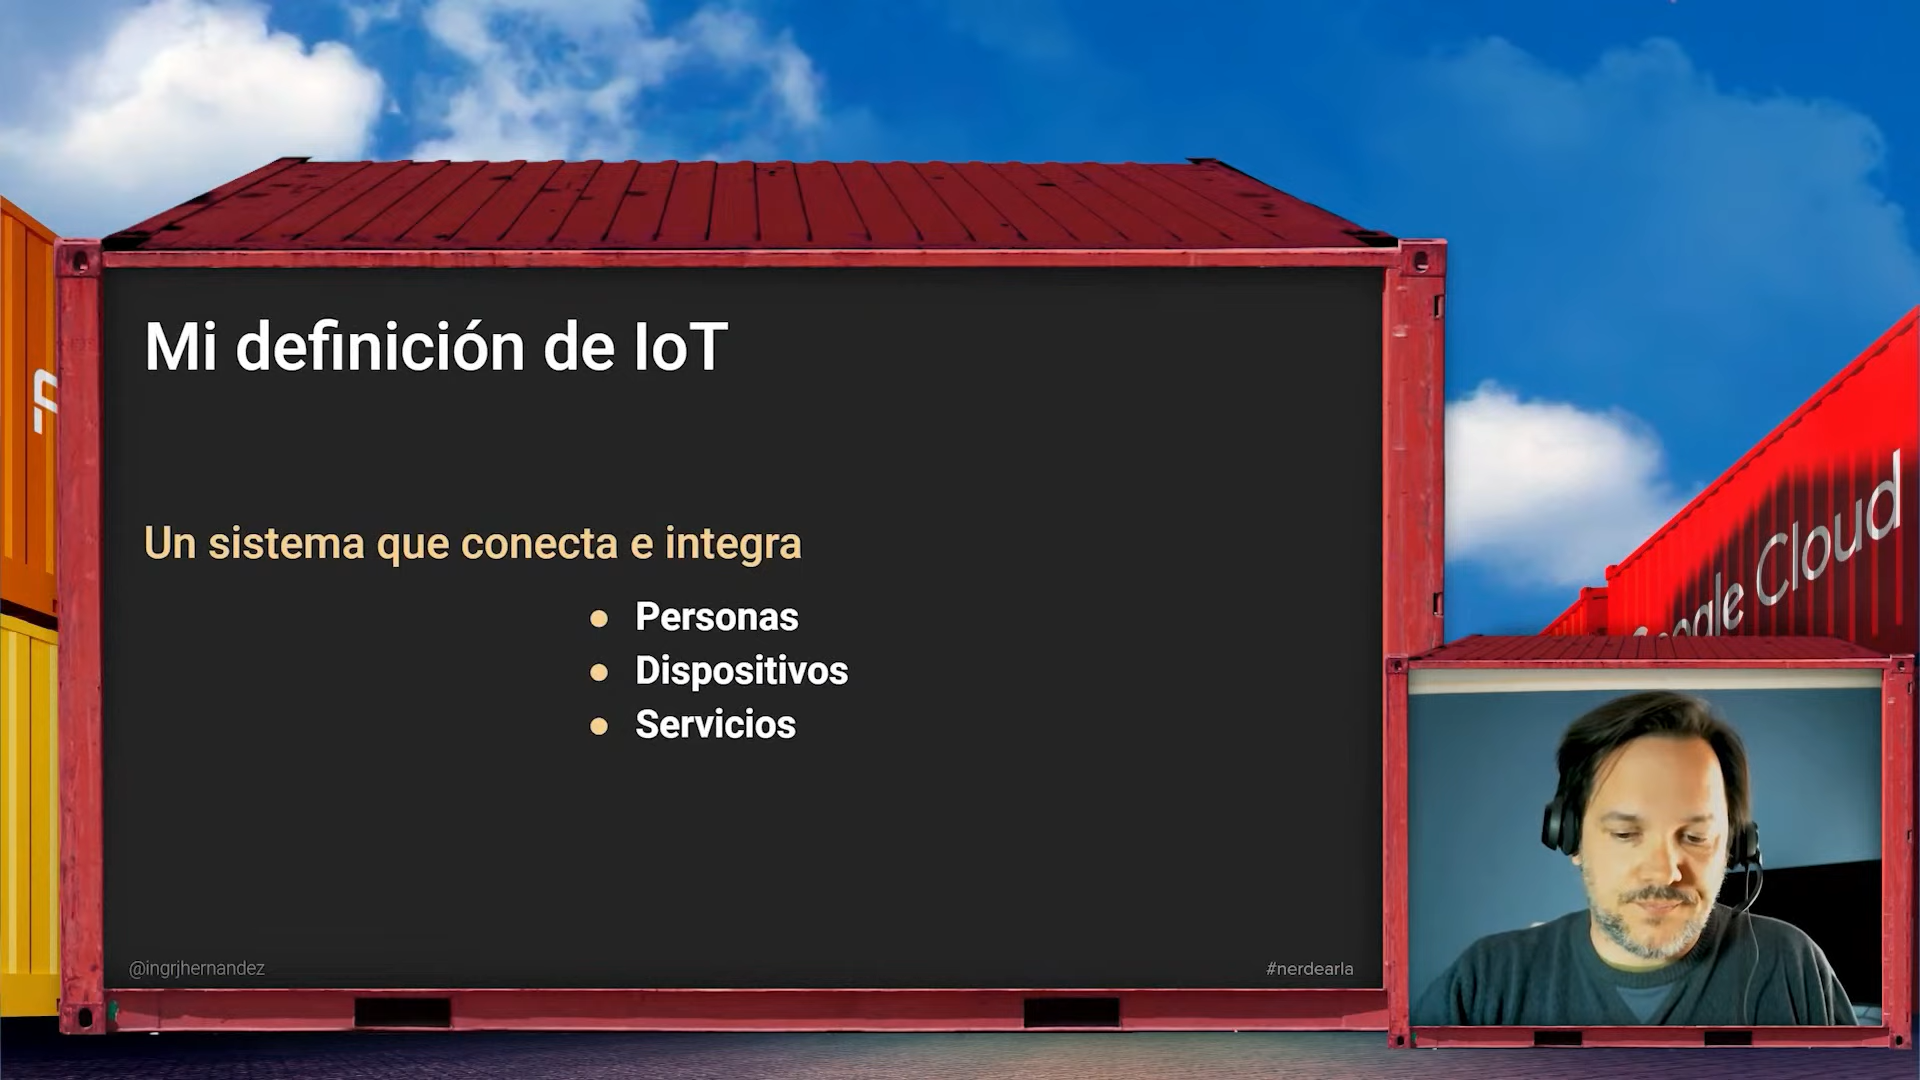 Mi definición de IoT
Un sistema que conecta e integra
Personas
Dispositivos
Servicios
@ingrjhernandez
#nerdearla
Cloud